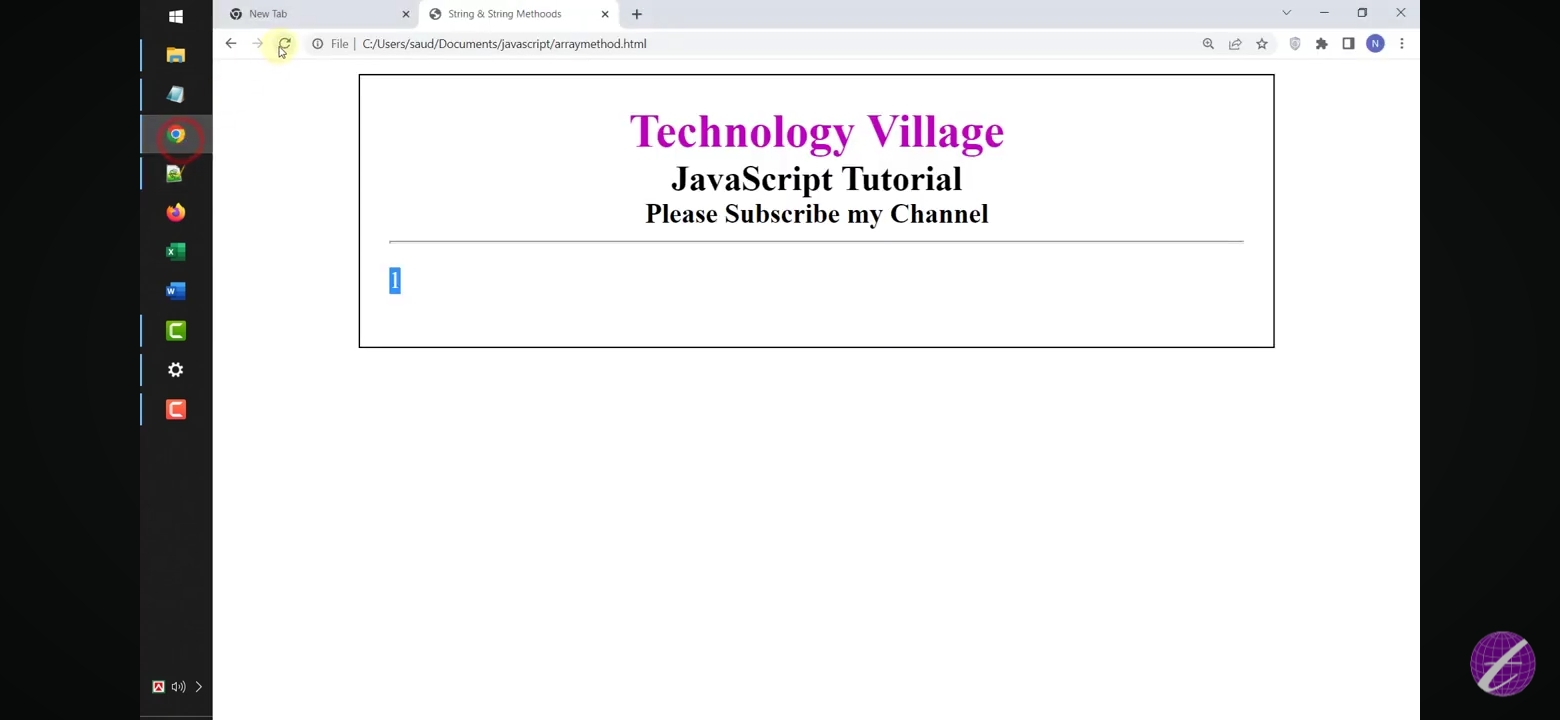 New Tab
String & String Methoods
File
C:/Users/saud/Documents/javascript/arraymethod.html
N
Technology Village
JavaScript Tutorial
Please Subscribe my Channel
1